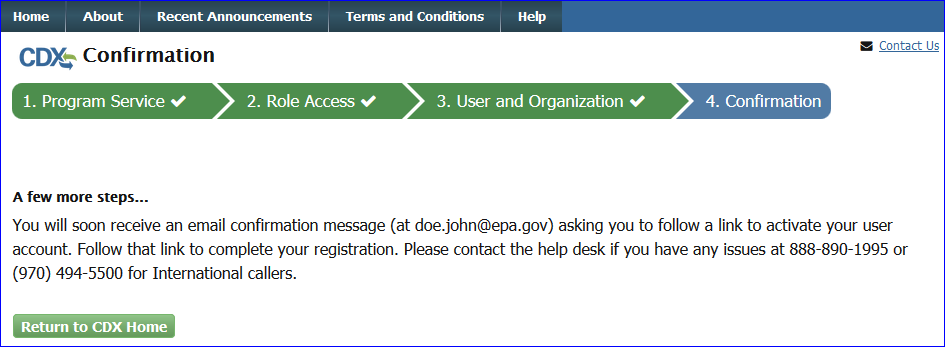 Home About Recent Announcements Terms and Conditions Help
Contact Us
CDX Confirmation
1. Program Service 2. Role Access 3. User and Organization 4. Confirmation
A few more steps...
You will soon receive an email confirmation message (at doe.john@epa.gov) asking you to follow a link to activate your user
account. Follow that link to complete your registration. Please contact the help desk if you have any issues at 888-890-1995 or
(970) 494-5500 for International callers.
Return to CDX Home